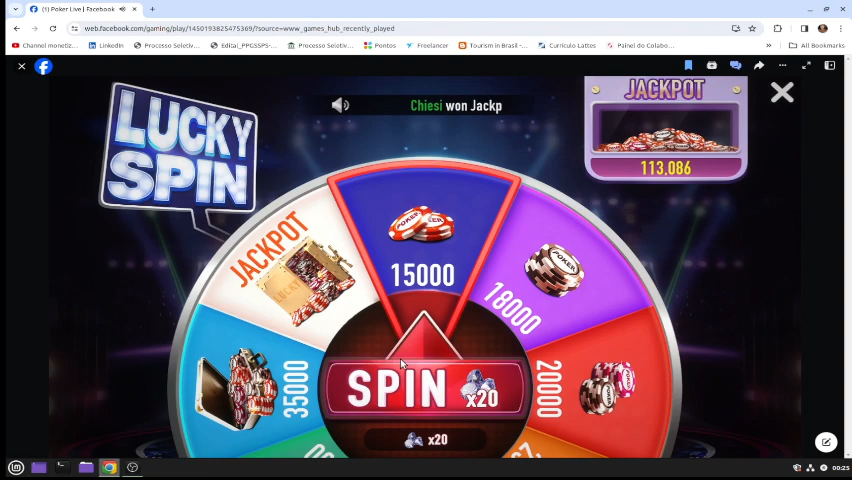 (4) Poker Live | Facebook
web.facebook.com/gaming/play/1450193825475369/?source=www_games_hub_recently_played
Channel monetiz...
LinkedIn
Processo Seletiv...
Edital_PPGSSPS-...
Processo Seletiv...
Pontos
Freelancer
Tourism in Brasil -...
Currículo Lattes
Painel do Colabo...
All Bookmarks
LUCKY
SPIN
Chiesi won Jackp
JACKPOT
113,086
JACKPOT
15000
18000
35000
20000
SPIN x20
x20
00:25